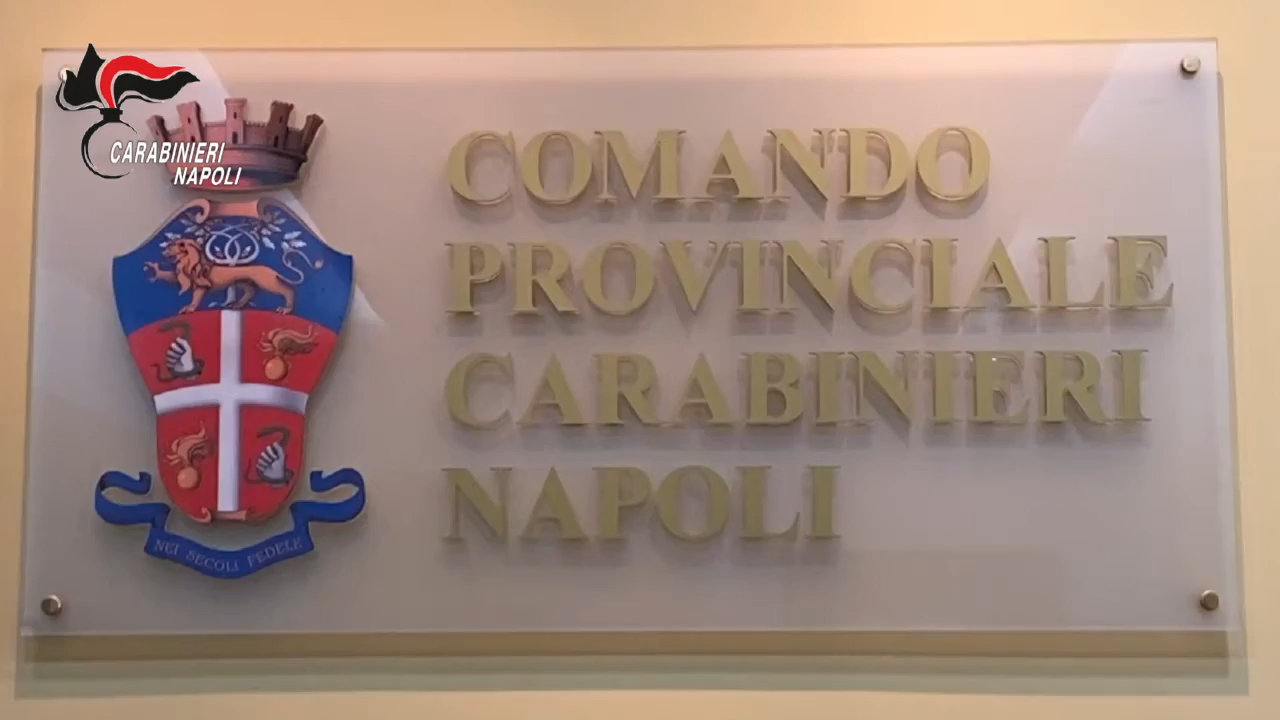 CARABINIERI
NAPOLI
COMANDO
PROVINCIALE
CARABINIERI
NAPOLI
NEI SECOLI FEDELE